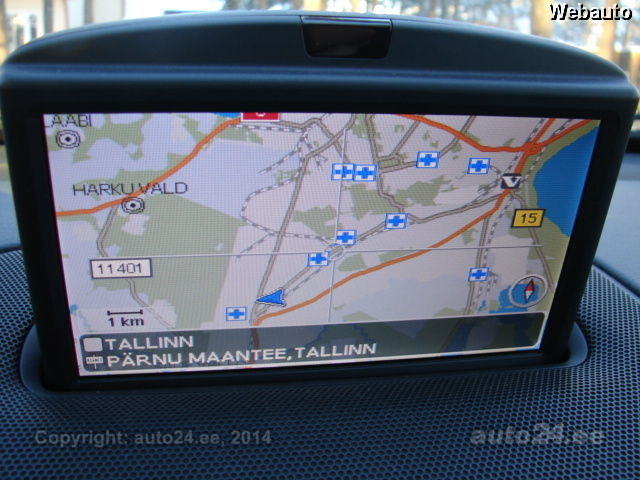 Webauto
LAABI
HARKU VALD
15
11401
1 km
TALLINN
PÄRNU MAANTEE,TALLINN
Copyright: auto24.ee, 2014
auto24.ee